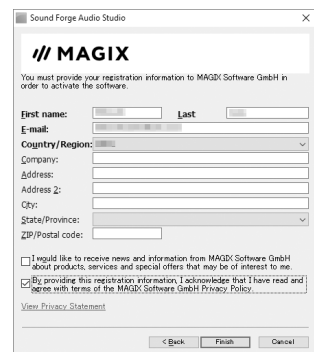 Sound Forge Audio Studio
MAGIX
You must provide your registration information to MAGIX Software GmbH in
order to activate the software.
First name:
Last
E-mail:
Country/Region:
Company:
Address:
Address 2:
City:
State/Province:
ZIP/Postal code:
I would like to receive news and information from MAGIX Software GmbH
about products, services and special offers that may be of interest to me.
By providing this registration information, I acknowledge that I have read and
agree with terms of the MAGIX Software GmbH Privacy Policy.
View Privacy Statement
< Back
Finish
Cancel